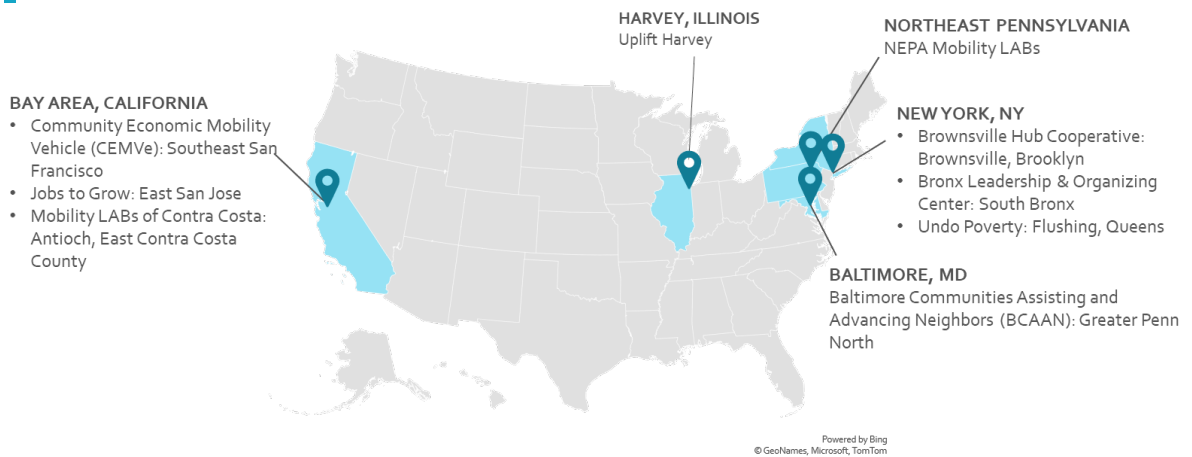 HARVEY, ILLINOIS
Uplift Harvey
NORTHEAST PENNSYLVANIA
NEPA Mobility LABs
BAY AREA, CALIFORNIA
• Community Economic Mobility
Vehicle (CEMVe): Southeast San
Francisco
• Jobs to Grow: East San Jose
• Mobility LABs of Contra Costa:
Antioch, East Contra Costa
County
NEW YORK, NY
• Brownsville Hub Cooperative:
Brownsville, Brooklyn
• Bronx Leadership & Organizing
Center: South Bronx
• Undo Poverty: Flushing, Queens
BALTIMORE, MD
Baltimore Communities Assisting and
Advancing Neighbors (BCAAN): Greater Penn
North
Powered by Bing
© GeoNames, Microsoft, TomTom